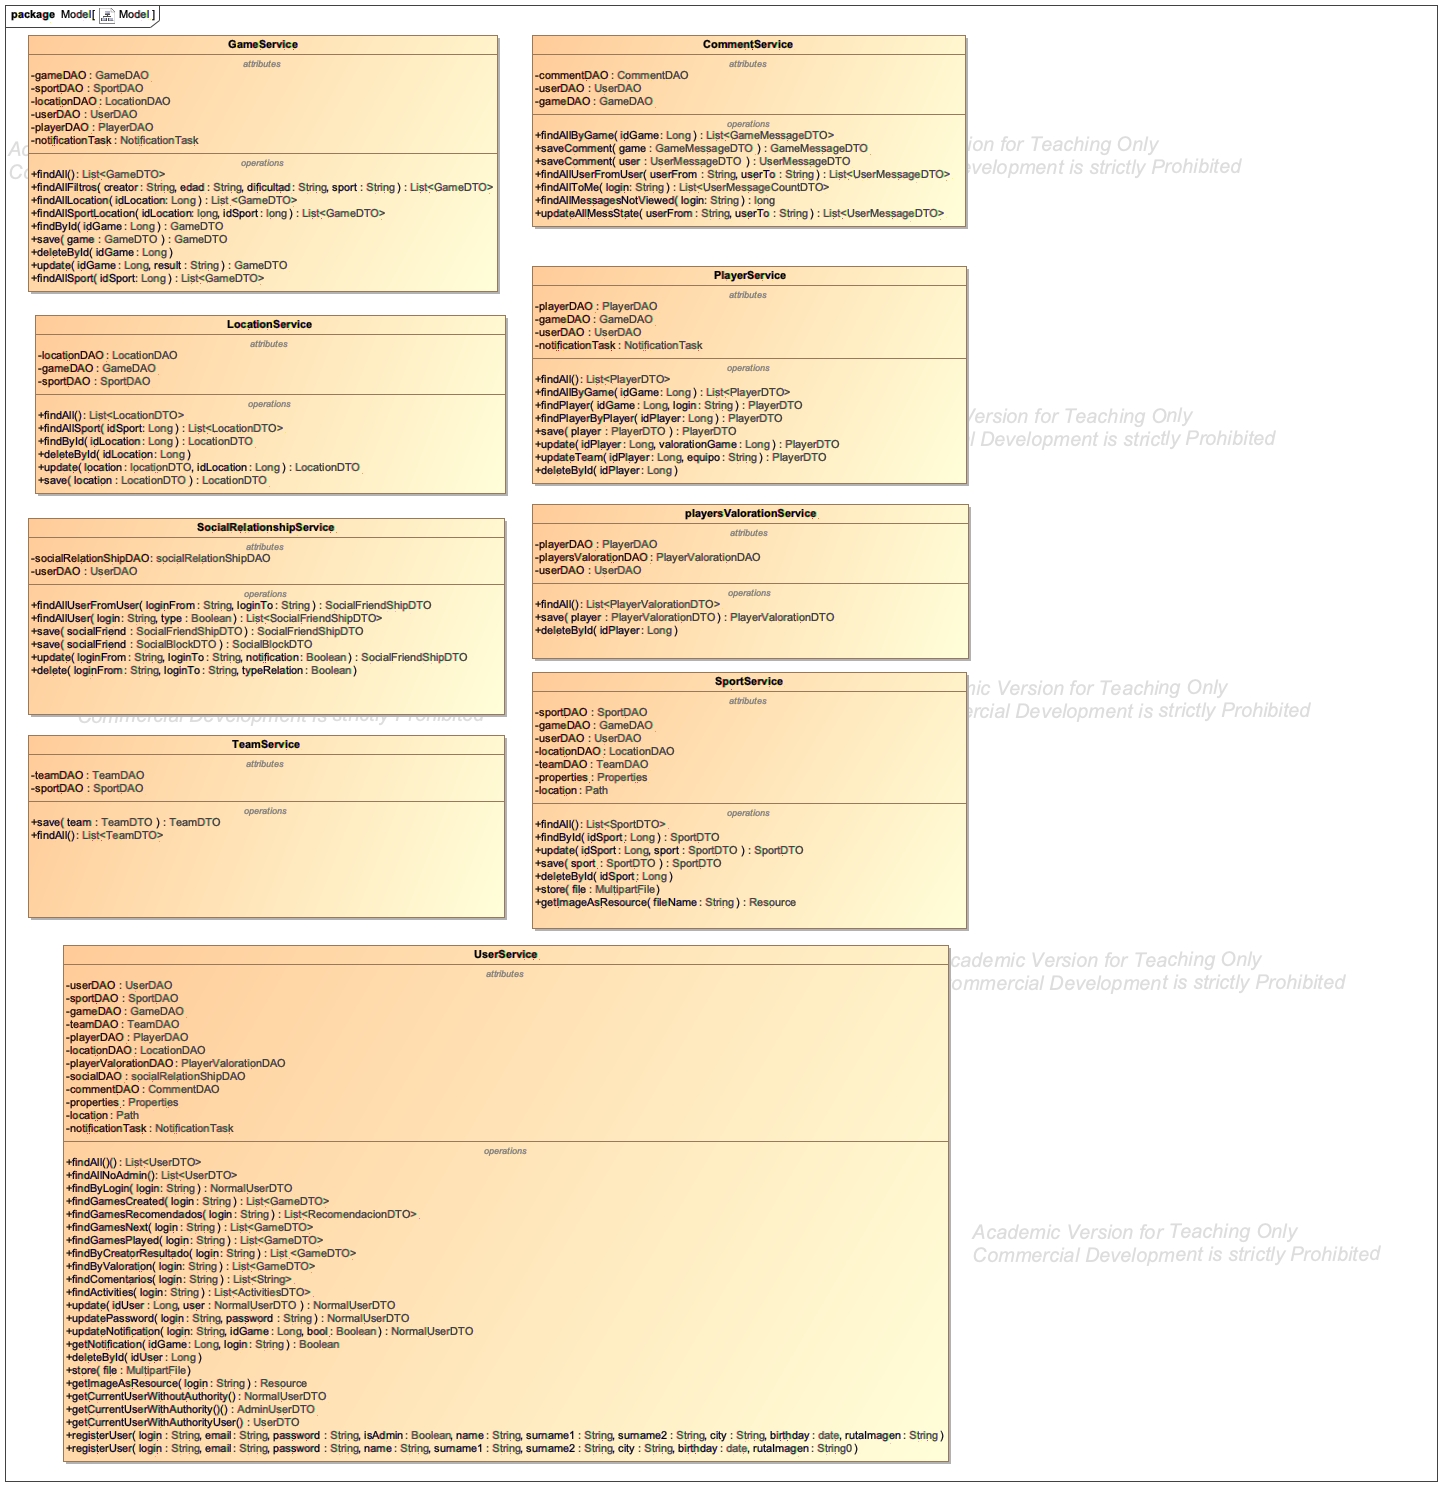 package Model[ Model ]
GameService
attributes
-gameDAO : GameDAO
-sportDAO : SportDAO
-locationDAO : LocationDAO
-userDAO : UserDAO
-playerDAO : PlayerDAO
-notificationTask : NotificationTask
operations
+findAll() : List<GameDTO>
+findAllFiltros( creator : String, edad : String, dificultad : String, sport : String ) : List<GameDTO>
+findAllLocation( idLocation: Long ) : List <GameDTO>
+findAllSportLocation( idLocation: long, idSport : long ) : List<GameDTO>
+findById( idGame : Long ) : GameDTO
+save( game : GameDTO ) : GameDTO
+deleteById( idGame : Long )
+update( idGame : Long, result : String ) : GameDTO
+findAllSport( idSport: Long ) : List<GameDTO>
CommentService
attributes
-commentDAO : CommentDAO
-userDAO : UserDAO
-gameDAO : GameDAO
operations
+findAllByGame( idGame : Long ) : List<GameMessageDTO>
+saveComment( game : GameMessageDTO ) : GameMessageDTO
+saveComment( user : UserMessageDTO ) : UserMessageDTO
+findAllUserFromUser( userFrom : String, userTo : String ) : List<UserMessageDTO>
+findAllToMe( login: String ) : List<UserMessageCountDTO>
+findAllMessagesNotViewed( login: String ) : long
+updateAllMessState( userFrom : String, userTo : String ) : List<UserMessageDTO>
ion for Teaching Only
evelopment is strictly Prohibited
LocationService
attributes
-locationDAO : LocationDAO
-gameDAO : GameDAO
-sportDAO : SportDAO
operations
+findAll() : List<LocationDTO>
+findAllSport( idSport: Long ) : List<LocationDTO>
+findById( idLocation : Long ) : LocationDTO
+deleteById( idLocation: Long )
+update( location : locationDTO, idLocation : Long ) : LocationDTO
+save( location : LocationDTO ) : LocationDTO
PlayerService
attributes
-playerDAO : PlayerDAO
-gameDAO : GameDAO
-userDAO : UserDAO
-notificationTask : NotificationTask
operations
+findAll() : List<PlayerDTO>
+findAllByGame( idGame : Long ) : List<PlayerDTO>
+findPlayer( idGame : Long, login : String ) : PlayerDTO
+findPlayerByPlayer( idPlayer : Long ) : PlayerDTO
+save( player : PlayerDTO ) : PlayerDTO
+update( idPlayer : Long, valorationGame : Long ) : PlayerDTO
+updateTeam( idPlayer : Long, equipo : String ) : PlayerDTO
+deleteById( idPlayer : Long )
Version for Teaching Only
l Development is strictly Prohibited
SocialRelationshipService
attributes
-socialRelationShipDAO: socialRelationShipDAO
-userDAO : UserDAO
operations
+findAllUserFromUser( loginFrom : String, loginTo : String ) : SocialFriendShipDTO
+findAllUser( login : String, type : Boolean ) : List<SocialFriendShipDTO>
+save( socialFriend : SocialFriendShipDTO ) : SocialFriendShipDTO
+save( socialFriend : SocialBlockDTO ) : SocialBlockDTO
+update( loginFrom : String, loginTo : String, notification: Boolean ) : SocialFriendShipDTO
+delete( loginFrom : String, loginTo : String, typeRelation : Boolean )
Commercial Development is strictly Prohibited
playersValorationService
attributes
-playerDAO : PlayerDAO
-playersValorationDAO : PlayerValorationDAO
-userDAO : UserDAO
operations
+findAll() : List<PlayerValorationDTO>
+save( player : PlayerValorationDTO ) : PlayerValorationDTO
+deleteById( idPlayer : Long )
TeamService
attributes
-teamDAO : TeamDAO
-sportDAO : SportDAO
operations
+save( team : TeamDTO ) : TeamDTO
+findAll() : List<TeamDTO>
SportService
attributes
-sportDAO : SportDAO
-gameDAO : GameDAO
-userDAO : UserDAO
-locationDAO : LocationDAO
-teamDAO : TeamDAO
-properties : Properties
-location : Path
operations
+findAll() : List<SportDTO>
+findById( idSport : Long ) : SportDTO
+update( idSport : Long, sport : SportDTO ) : SportDTO
+save( sport : SportDTO ) : SportDTO
+deleteById( idSport : Long )
+store( file : MultipartFile )
+getImageAsResource( fileName : String ) : Resource
nic Version for Teaching Only
ercial Development is strictly Prohibited
UserService
attributes
-userDAO : UserDAO
-sportDAO : SportDAO
-gameDAO : GameDAO
-teamDAO : TeamDAO
-playerDAO : PlayerDAO
-locationDAO : LocationDAO
-playerValorationDAO : PlayerValorationDAO
-socialDAO : socialRelationShipDAO
-commentDAO : CommentDAO
-properties : Properties
-location : Path
-notificationTask : NotificationTask
operations
+findAll()() : List<UserDTO>
+findAllNoAdmin() : List<UserDTO>
+findByLogin( login: String ) : NormalUserDTO
+findGamesCreated( login : String ) : List<GameDTO>
+findGamesRecomendados( login : String ) : List<RecomendacionDTO>
+findGamesNext( login : String ) : List<GameDTO>
+findGamesPlayed( login : String ) : List<GameDTO>
+findByCreatorResultado( login : String ) : List <GameDTO>
+findByValoration( login: String ) : List<GameDTO>
+findComentarios( login : String ) : List<String>
+findActivities( login : String ) : List<ActivitiesDTO>
+update( idUser : Long, user : NormalUserDTO ) : NormalUserDTO
+updatePassword( login : String, password : String ) : NormalUserDTO
+updateNotification( login: String, idGame : Long, bool : Boolean ) : NormalUserDTO
+getNotification( idGame : Long, login : String ) : Boolean
+deleteById( idUser : Long )
+store( file : MultipartFile )
+getImageAsResource( login : String ) : Resource
+getCurrentUserWithoutAuthority() : NormalUserDTO
+getCurrentUserWithAuthority()() : AdminUserDTO
+getCurrentUserWithAuthorityUser() : UserDTO
+registerUser( login : String, email : String, password : String, isAdmin : Boolean, name : String, surname1 : String, surname2 : String, city : String, birthday : date, rutaImagen : String )
+registerUser( login : String, email : String, password : String, name : String, surname1 : String, surname2 : String, city : String, birthday : date, rutaImagen : String0 )
cademic Version for Teaching Only
ommercial Development is strictly Prohibited
Academic Version for Teaching Only
Commercial Development is strictly Prohibited